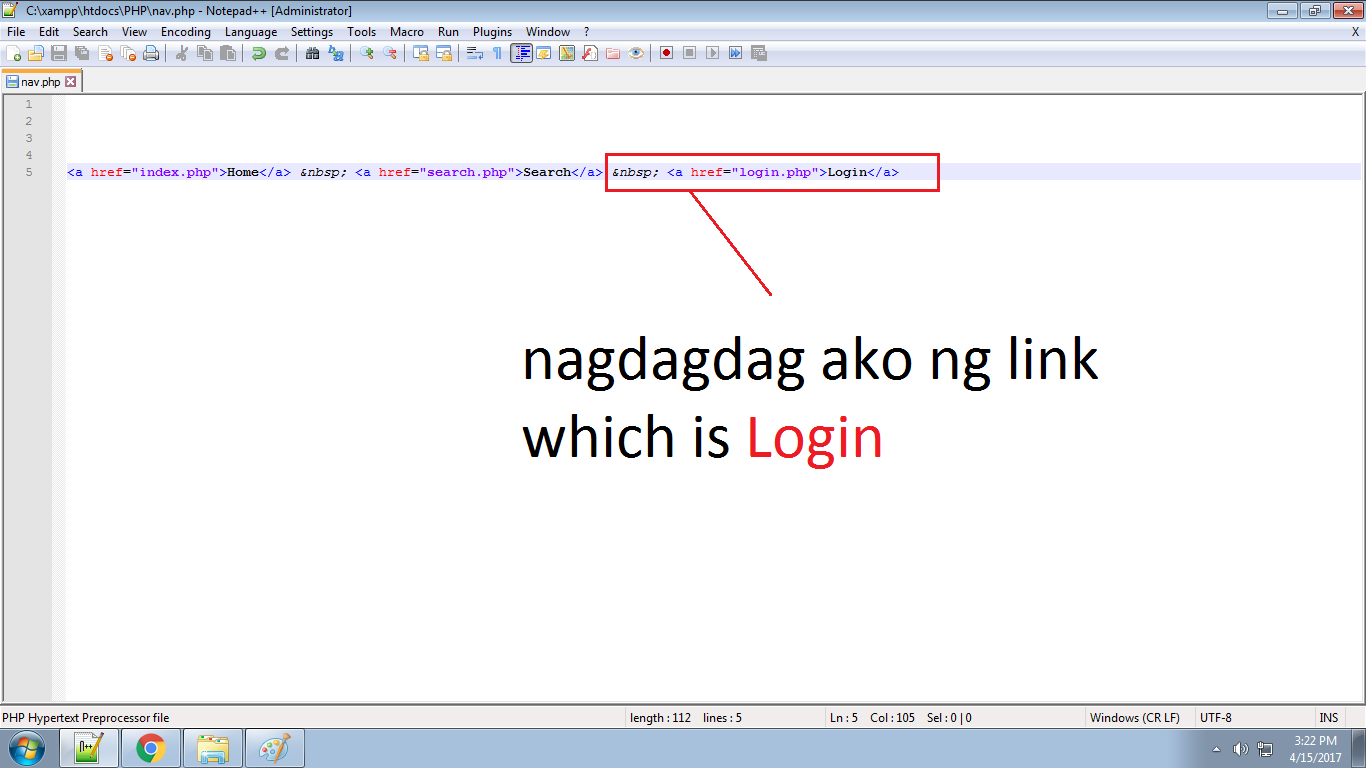 C:\xampp\htdocs\PHP\nav.php - Notepad++ [Administrator]
File Edit Search View Encoding Language Settings Tools Macro Run Plugins Window ? X
nav.php
1
2
3
4
5 <a href="index.php">Home</a> &nbsp; <a href="search.php">Search</a> &nbsp; <a href="login.php">Login</a>
nagdagdag ako ng link
which is Login
PHP Hypertext Preprocessor file length : 112 lines : 5 Ln : 5 Col : 105 Sel : 0 | 0 Windows (CR LF) UTF-8 INS
3:22 PM
4/15/2017